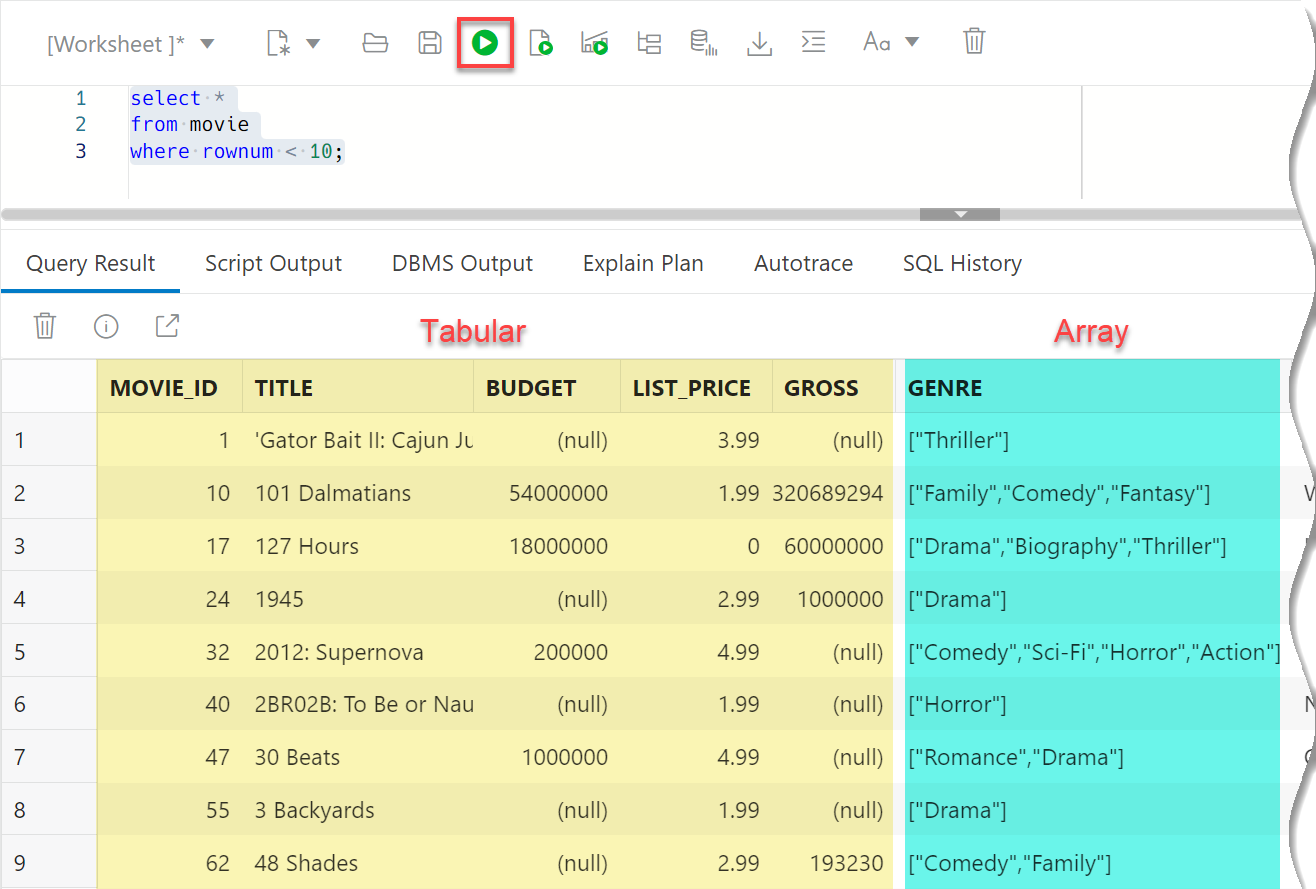 [Worksheet ]* Aa
1 select *
2 from movie
3 where rownum < 10;
Query Result Script Output DBMS Output Explain Plan Autotrace SQL History
Tabular Array
MOVIE_ID TITLE BUDGET LIST_PRICE GROSS GENRE
1 1 'Gator Bait II: Cajun Ju (null) 3.99 (null) ["Thriller"]
2 10 101 Dalmatians 54000000 1.99 320689294 ["Family","Comedy","Fantasy"]
3 17 127 Hours 18000000 0 60000000 ["Drama","Biography","Thriller"]
4 24 1945 (null) 2.99 1000000 ["Drama"]
5 32 2012: Supernova 200000 4.99 (null) ["Comedy","Sci-Fi","Horror","Action"]
6 40 2BR02B: To Be or Nau (null) 1.99 (null) ["Horror"]
7 47 30 Beats 1000000 4.99 (null) ["Romance","Drama"]
8 55 3 Backyards (null) 1.99 (null) ["Drama"]
9 62 48 Shades (null) 2.99 193230 ["Comedy","Family"]